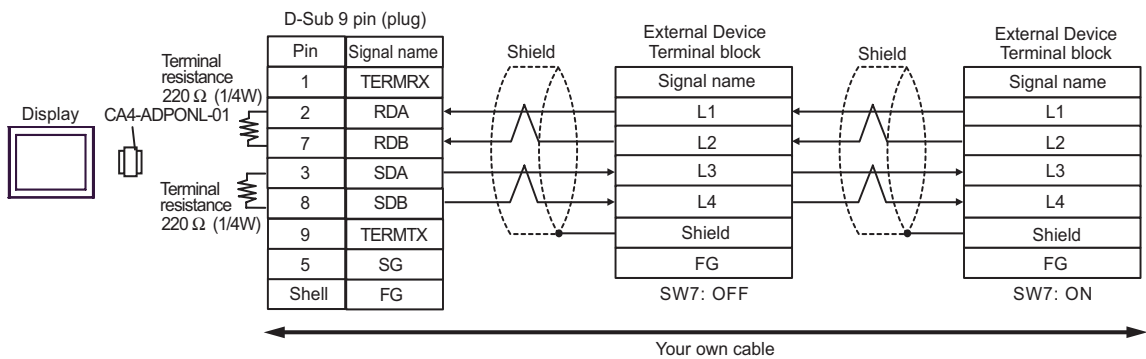 D-Sub 9 pin (plug)
Pin Signal name
1 TERMRX
2 RDA
7 RDB
3 SDA
8 SDB
9 TERMTX
5 SG
Shell FG
Display
CA4-ADPONL-01
Terminal
resistance
220 Ω (1/4W)
Terminal
resistance
220 Ω (1/4W)
Shield
External Device
Terminal block
Signal name
L1
L2
L3
L4
Shield
FG
SW7: OFF
Shield
External Device
Terminal block
Signal name
L1
L2
L3
L4
Shield
FG
SW7: ON
Your own cable